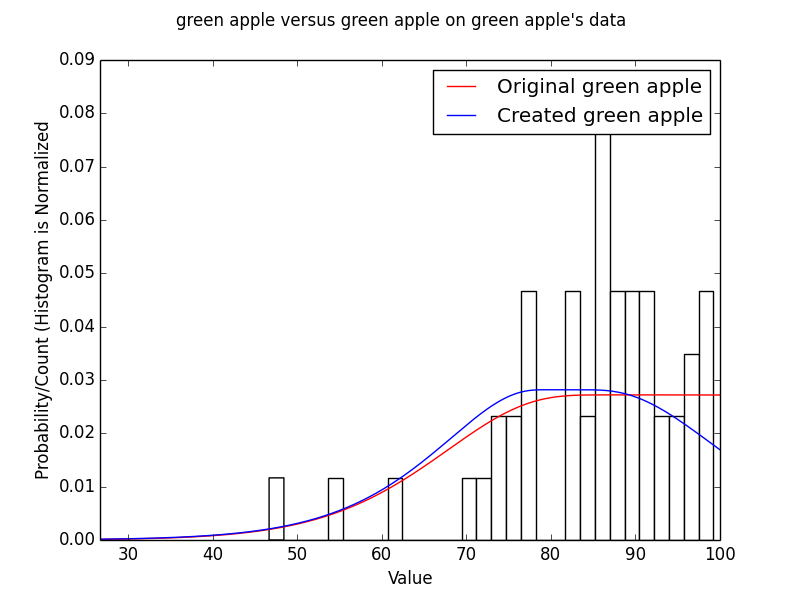 green apple versus green apple on green apple's data
Original green apple
Created green apple
0.09
0.08
0.07
0.06
0.05
0.04
0.03
0.02
0.01
0.00
Probability/Count (Histogram is Normalized
30 40 50 60 70 80 90 100
Value